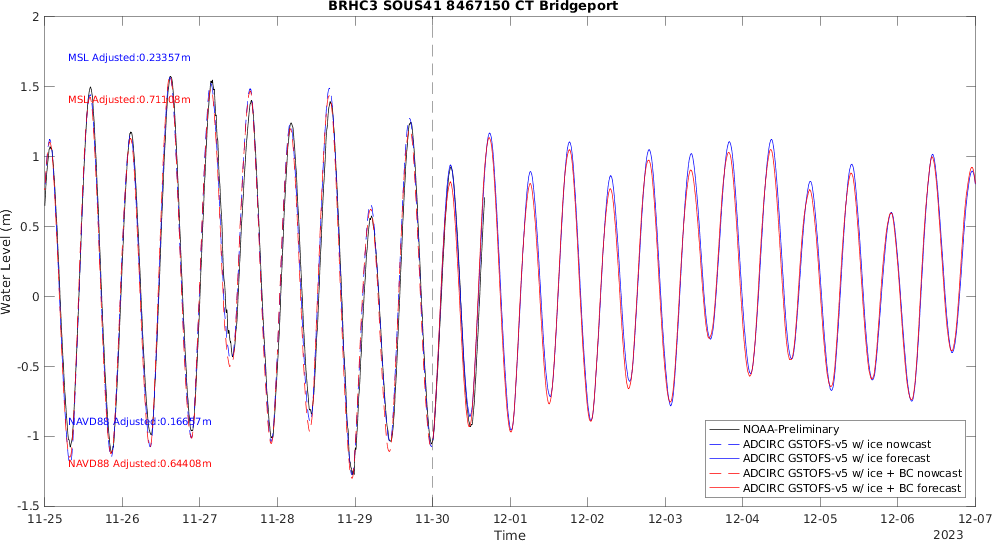 BRHC3 SOUS41 8467150 CT Bridgeport
2
1.5
1
0.5
0
-0.5
-1
-1.5
Water Level (m)
MSL Adjusted:0.23357m
MSL Adjusted:0.71108m
NAVD88 Adjusted:0.16657m
NAVD88 Adjusted:0.64408m
NOAA-Preliminary
ADCIRC GSTOFS-v5 w/ ice nowcast
ADCIRC GSTOFS-v5 w/ ice forecast
ADCIRC GSTOFS-v5 w/ ice + BC nowcast
ADCIRC GSTOFS-v5 w/ ice + BC forecast
11-25 11-26 11-27 11-28 11-29 11-30 12-01 12-02 12-03 12-04 12-05 12-06 12-07
Time
2023